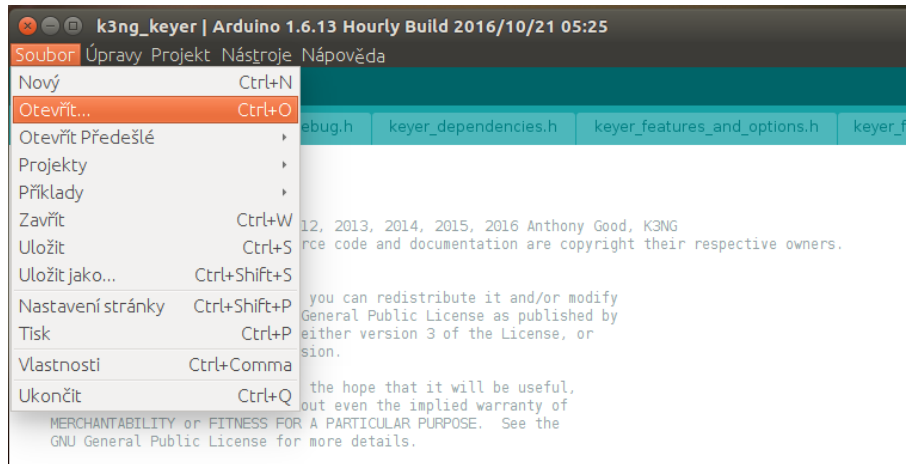 k3ng_keyer | Arduino 1.6.13 Hourly Build 2016/10/21 05:25
Soubor Úpravy Projekt Nástroje Nápověda
Nový Ctrl+N
Otevřít... Ctrl+O
Otevřít Předešlé
Projekty
Příklady
Zavřít Ctrl+W
Uložit Ctrl+S
Uložit jako... Ctrl+Shift+S
Nastavení stránky Ctrl+Shift+P
Tisk Ctrl+P
Vlastnosti Ctrl+Comma
Ukončit Ctrl+Q
ebug.h keyer_dependencies.h keyer_features_and_options.h keyer_f
12, 2013, 2014, 2015, 2016 Anthony Good, K3NG
rce code and documentation are copyright their respective owners.
you can redistribute it and/or modify
General Public License as published by
either version 3 of the License, or
sion.
the hope that it will be useful,
out even the implied warranty of
MERCHANTABILITY or FITNESS FOR A PARTICULAR PURPOSE. See the
GNU General Public License for more details.